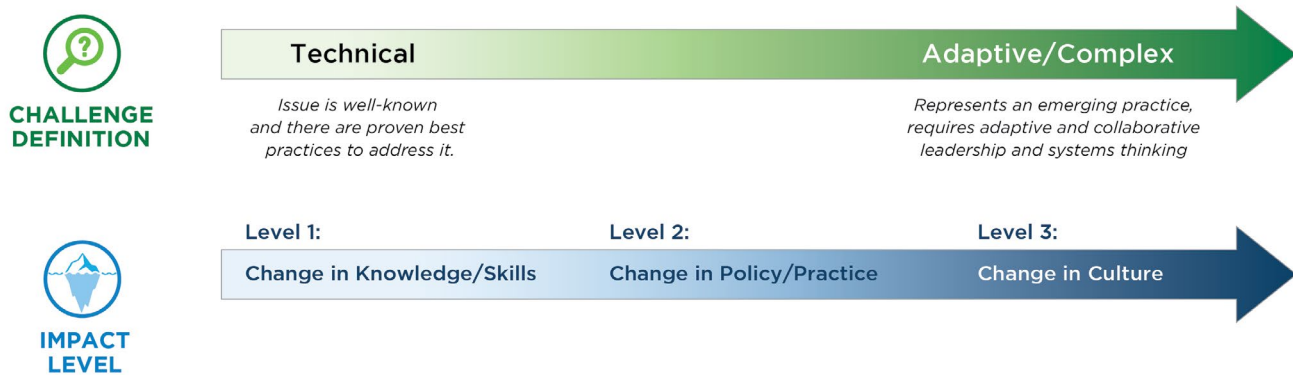 ?
CHALLENGE
DEFINITION
Technical
Adaptive/Complex
Issue is well-known
and there are proven best
practices to address it.
Represents an emerging practice,
requires adaptive and collaborative
leadership and systems thinking
IMPACT
LEVEL
Level 1:
Level 2:
Level 3:
Change in Knowledge/Skills
Change in Policy/Practice
Change in Culture